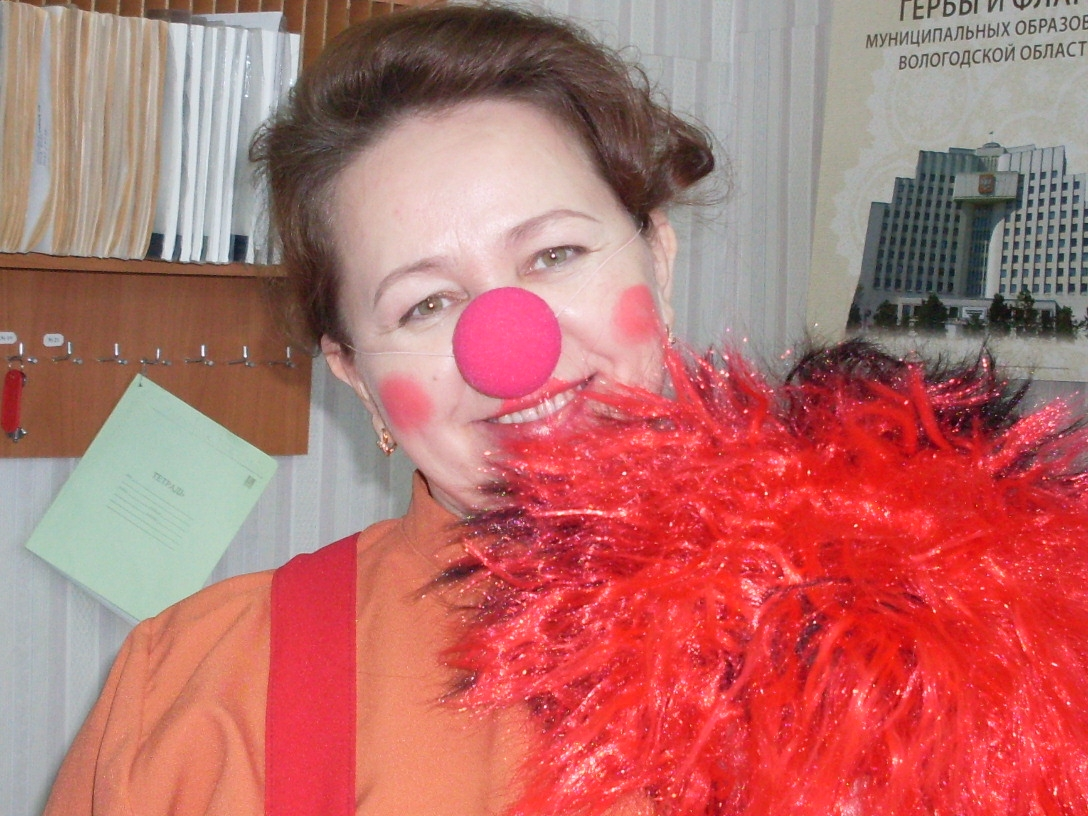 ГЕРБЫ И ФЛАГ
МУНИЦИПАЛЬНЫХ ОБРАЗОВ
ВОЛОГОДСКОЙ ОБЛАСТ
ТЕТРАДЬ